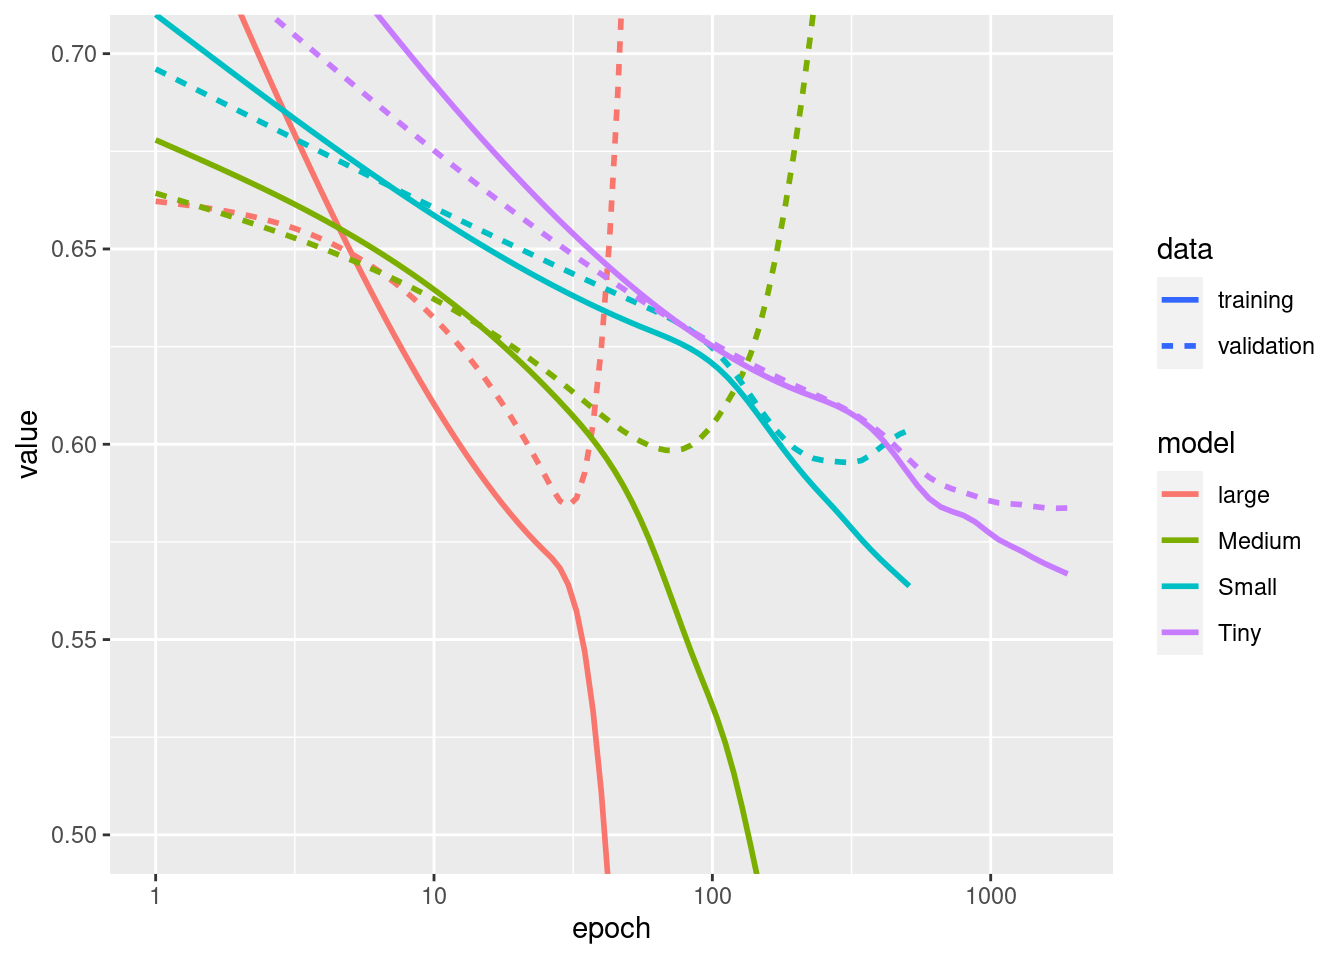 0.70
0.65
0.60
0.55
0.50
value
1
10
100
1000
epoch
data
training
validation
model
large
Medium
Small
Tiny